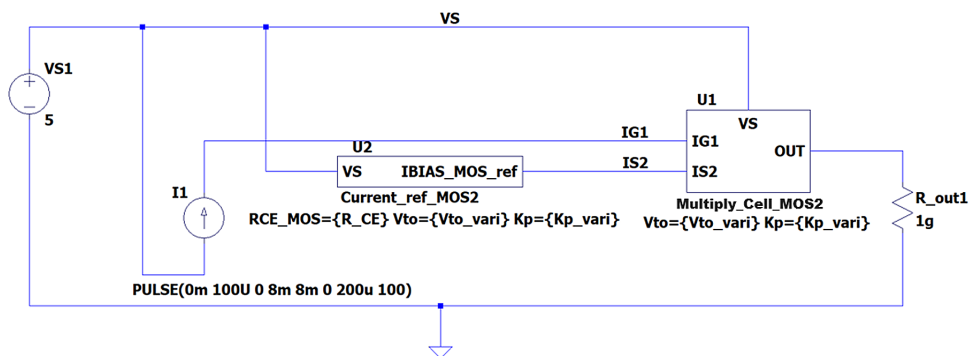 VS
VS1
5
U1
VS
IG1
IG1
OUT
U2
VS
IBIAS_MOS_ref
IS2
IS2
I1
Current_ref_MOS2
RCE_MOS={R_CE} Vto={Vto_vari} Kp={Kp_vari}
Multiply_Cell_MOS2
Vto={Vto_vari} Kp={Kp_vari}
R_out1
1g
PULSE(0m 100U 0 8m 8m 0 200u 100)